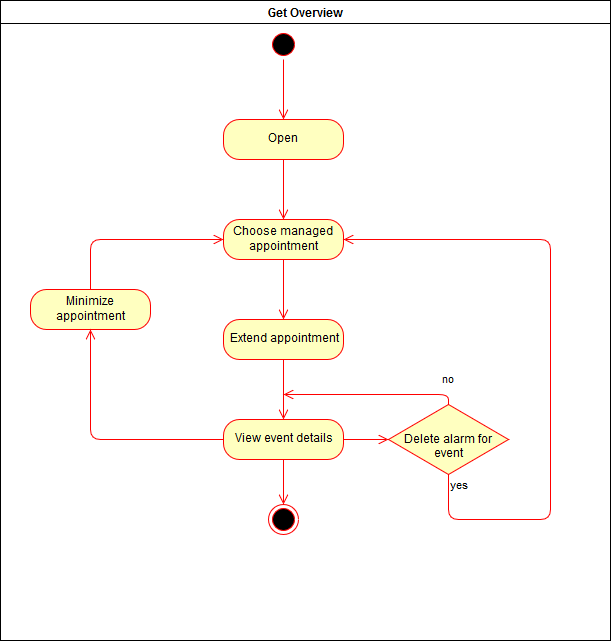 Get Overview
Open
Choose managed
appointment
Minimize
appointment
Extend appointment
no
View event details
Delete alarm for
event
yes